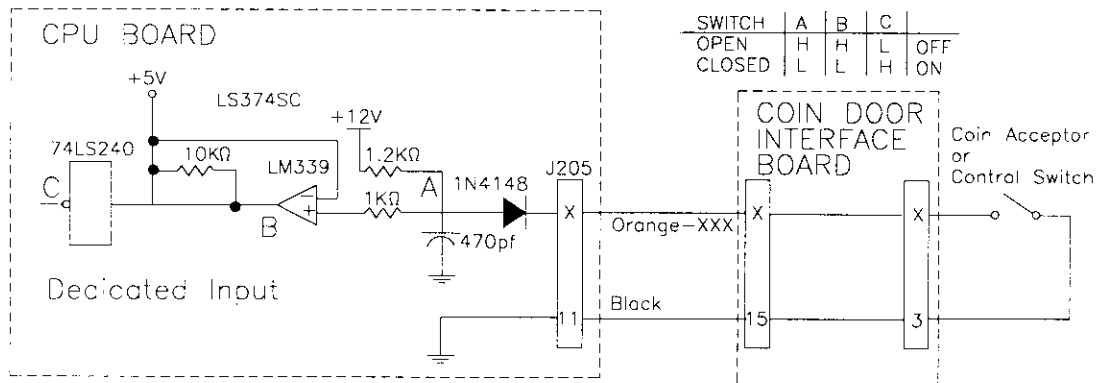 CPU BOARD
+5V
LS374SC
+12V
74LS240
10KΩ
LM339
1.2KΩ
A
1N4148
J205
C
B
+
1KΩ
470pf
X
Orange-XXX
Dedicated Input
11
Black
SWITCH A B C
OPEN H H L OFF
CLOSED L L H ON
COIN DOOR
INTERFACE
BOARD
X
X
15
3
Coin Acceptor
or
Control Switch